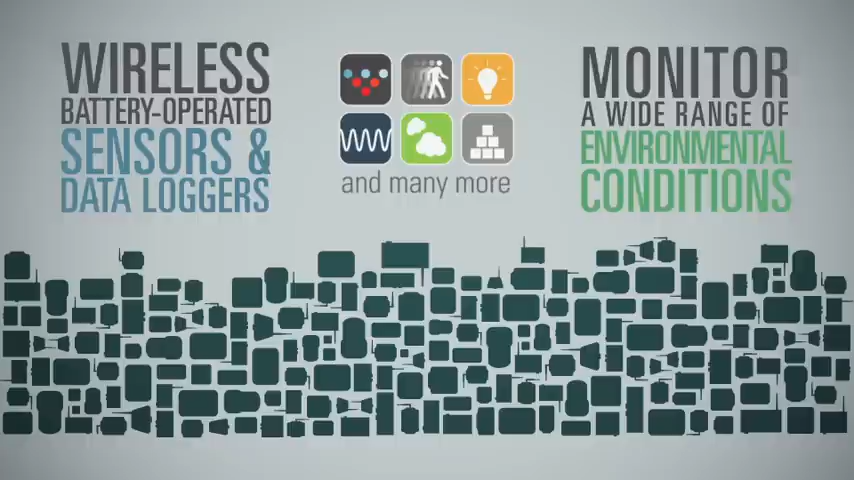 WIRELESS
BATTERY-OPERATED
SENSORS &
DATA LOGGERS
and many more
MONITOR
A WIDE RANGE OF
ENVIRONMENTAL
CONDITIONS